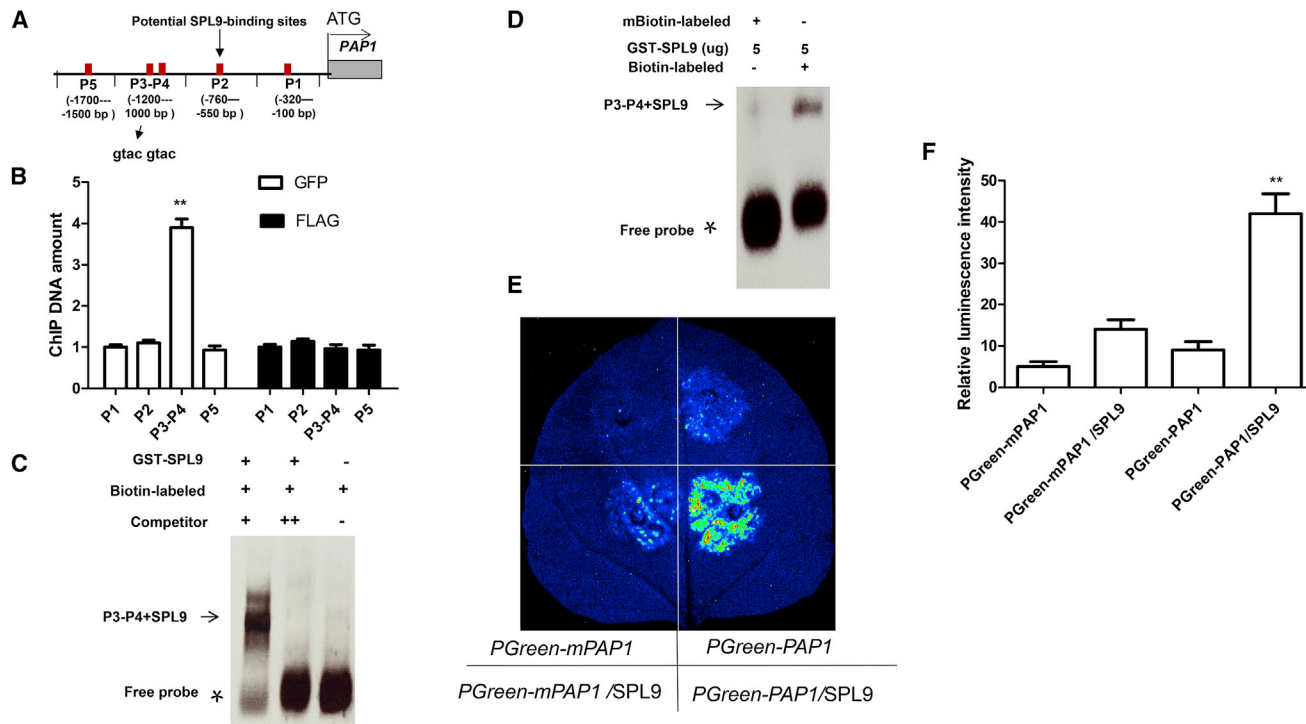 A
Potential SPL9-binding sites
ATG
PAP1
P5
P3-P4
P2
P1
(-1700---
-1500 bp)
(-1200---
1000 bp )
(-760—
-550 bp )
(-320—
-100 bp)
gtac gtac
B
GFP
FLAG
**
ChIP DNA amount
5
4
3
2
1
0
P1
P2
P3-P4
P5
P1
P2
P3-P4
P5
C
GST-SPL9 + + -
Biotin-labeled + + +
Competitor + ++ -
P3-P4+SPL9
Free probe *
D
mBiotin-labeled + -
GST-SPL9 (ug) 5 5
Biotin-labeled - +
P3-P4+SPL9
Free probe *
E
PGreen-mPAP1
PGreen-PAP1
PGreen-mPAP1 /SPL9
PGreen-PAP1/SPL9
F
Relative luminescence intensity
50
40
30
20
10
0
**
PGreen-mPAP1
PGreen-mPAP1 /SPL9
PGreen-PAP1
PGreen-PAP1/SPL9